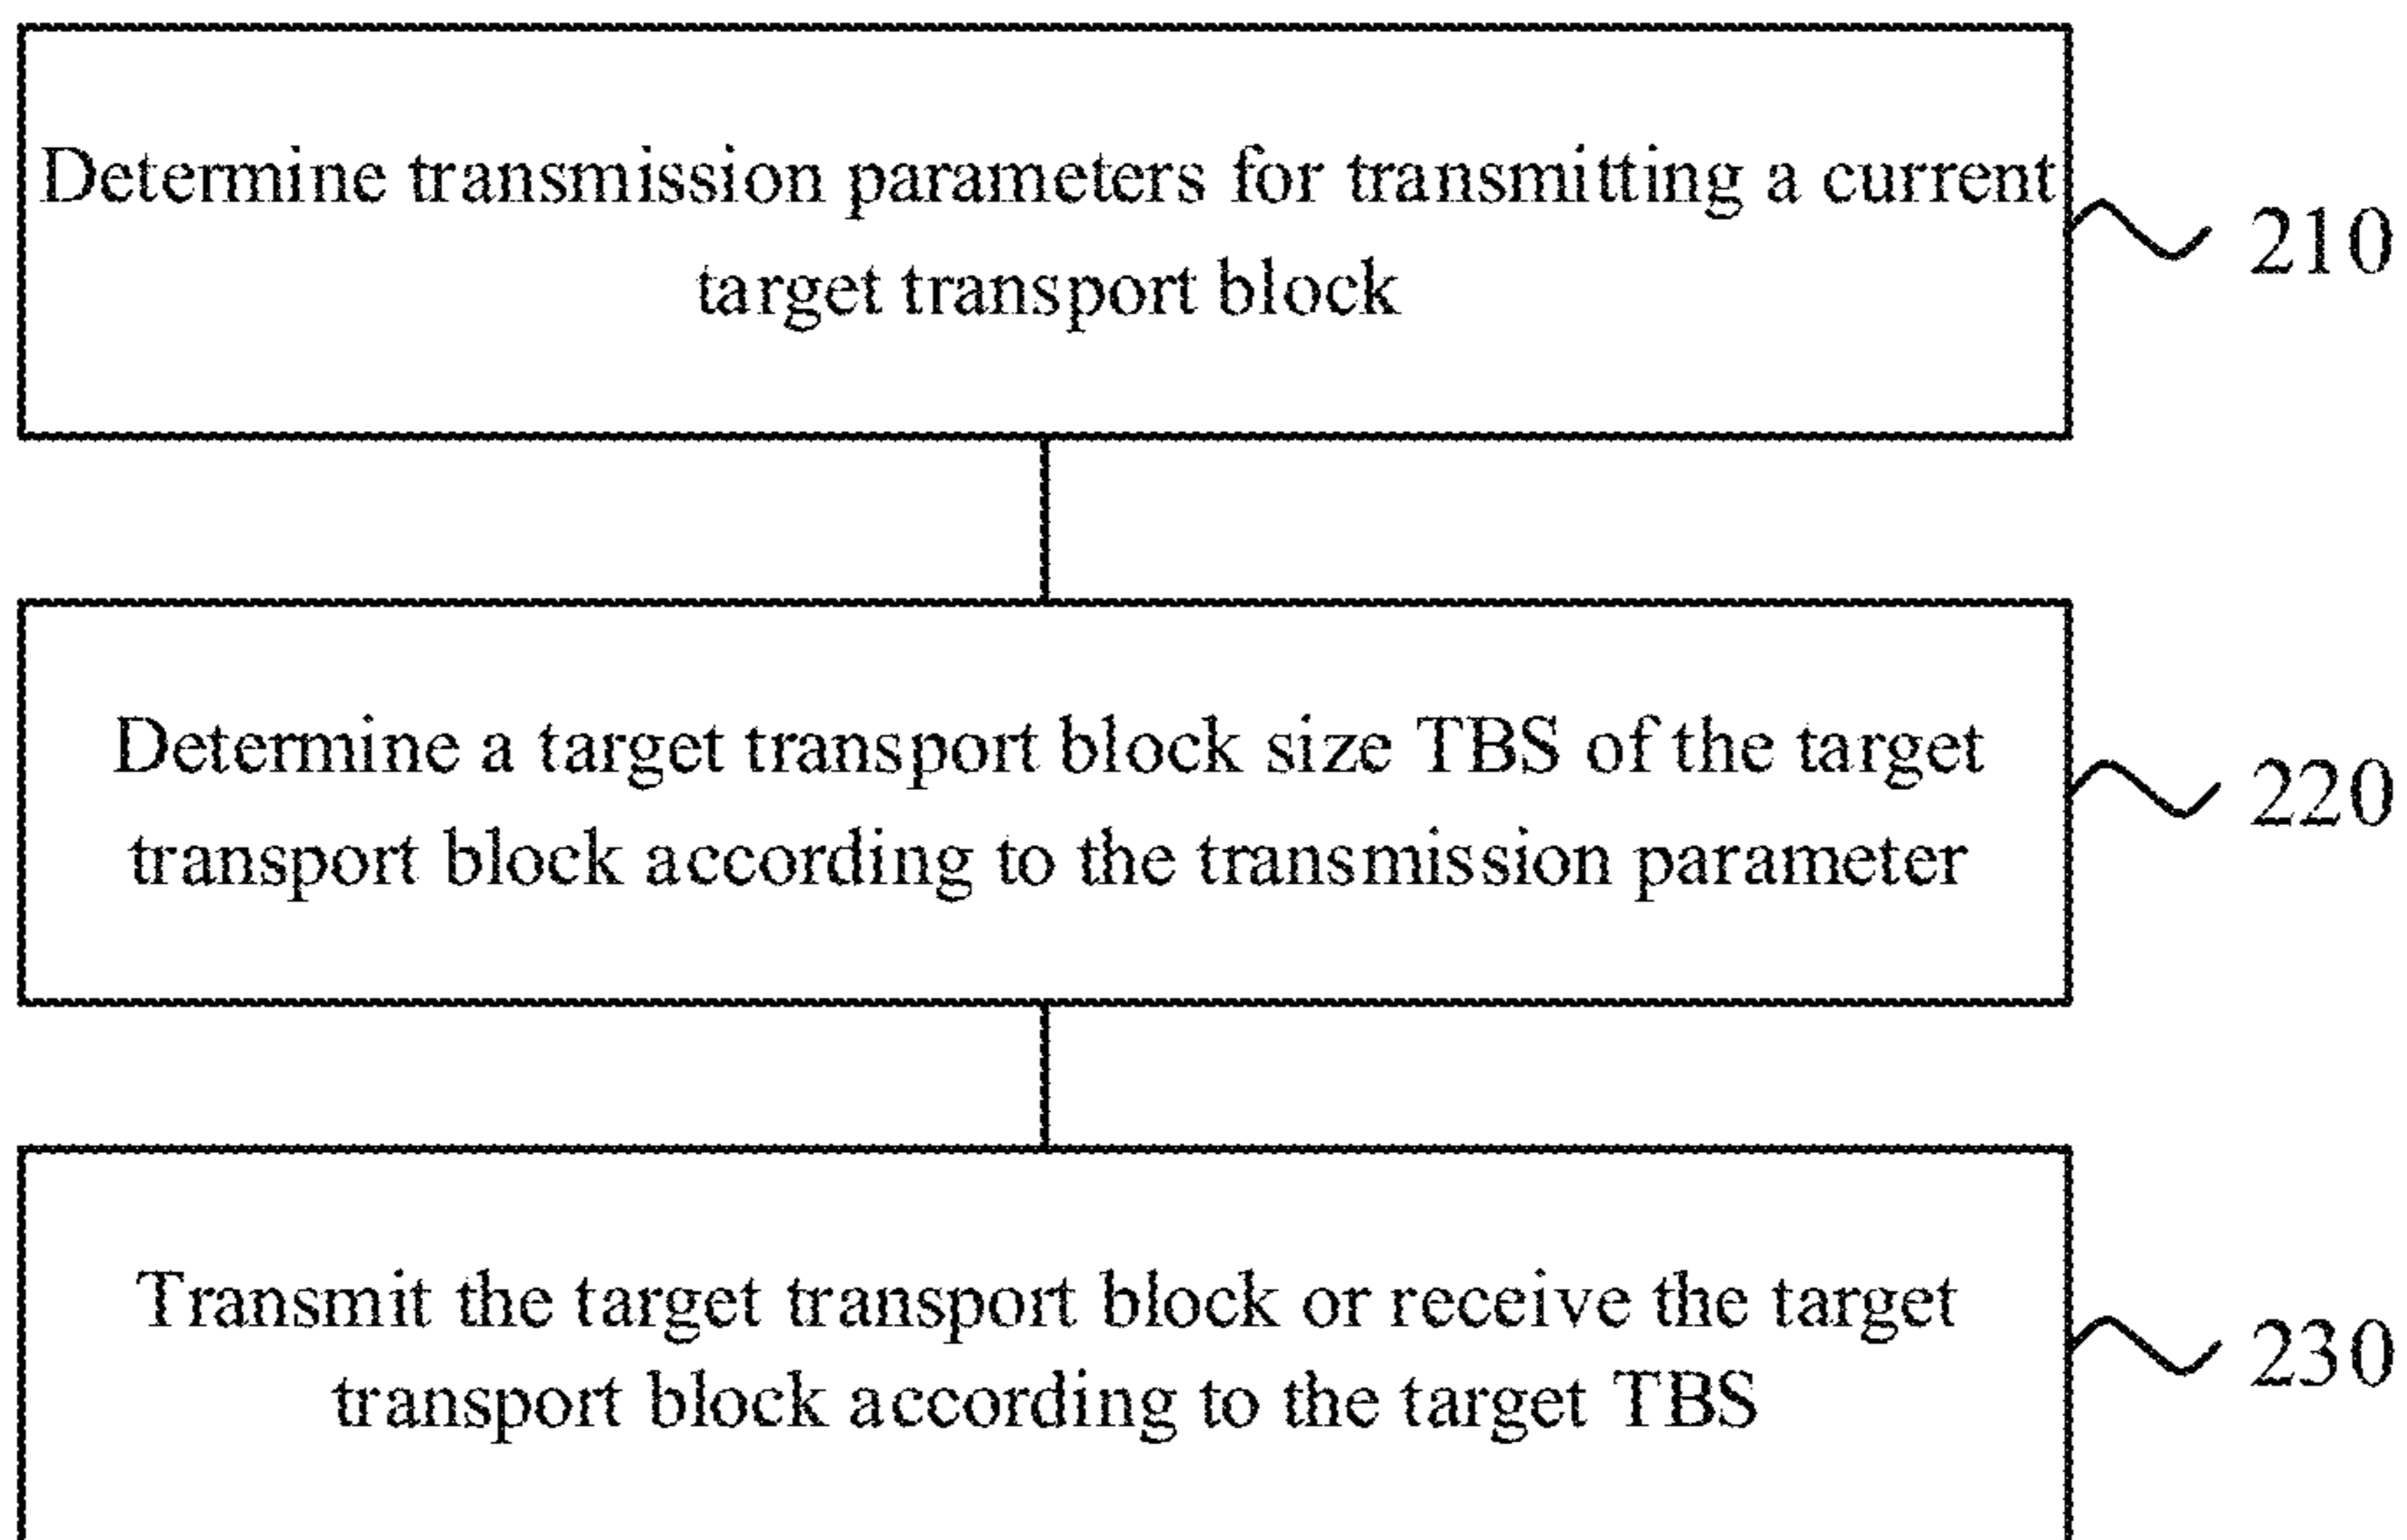 Determine transmission parameters for transmitting a current
target transport block
210
Determine a target transport block size TBS of the target
transport block according to the transmission parameter
220
Transmit the target transport block or receive the target
transport block according to the target TBS
230